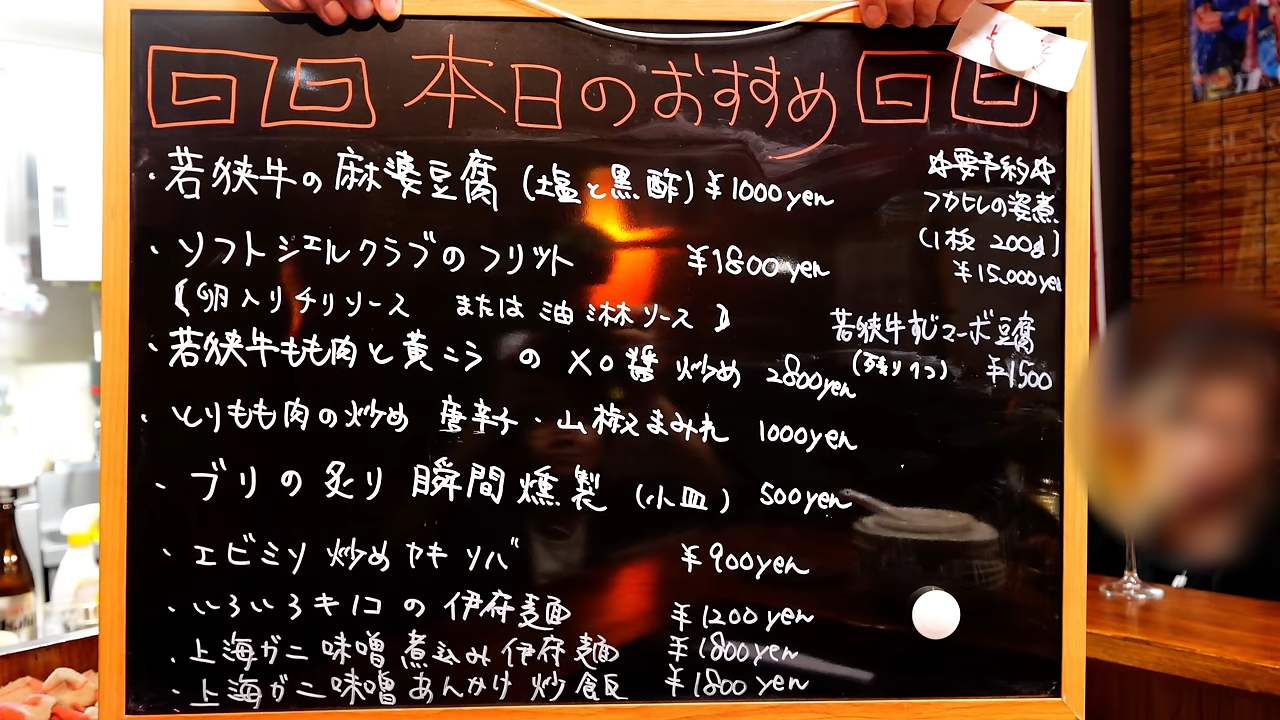 本日のおすすめ
・若狭牛の麻婆豆腐(塩と黒酢)¥1000yen
・ソフトシェルクラブのフリット ¥1800yen
(卵入りチリソース または 油淋ソース)
・若狭牛もも肉と黄ニラのXO醤炒め 2800yen
・とりもも肉の炒め 唐辛子・山椒まみれ 1000yen
・ブリの炙り 瞬間燻製(小皿)500yen
・エビミソ炒めヤキソバ ¥900yen
・いろいろキノコの伊府麺 ¥1200yen
・上海ガニ味噌煮込み伊府麺 ¥1800yen
・上海ガニ味噌あんかけ炒飯 ¥1800yen
☆要予約☆
フカヒレの姿煮
(1枚 200g)
¥15.000yen
若狭牛すじマーボ豆腐
(残り1つ) ¥1500